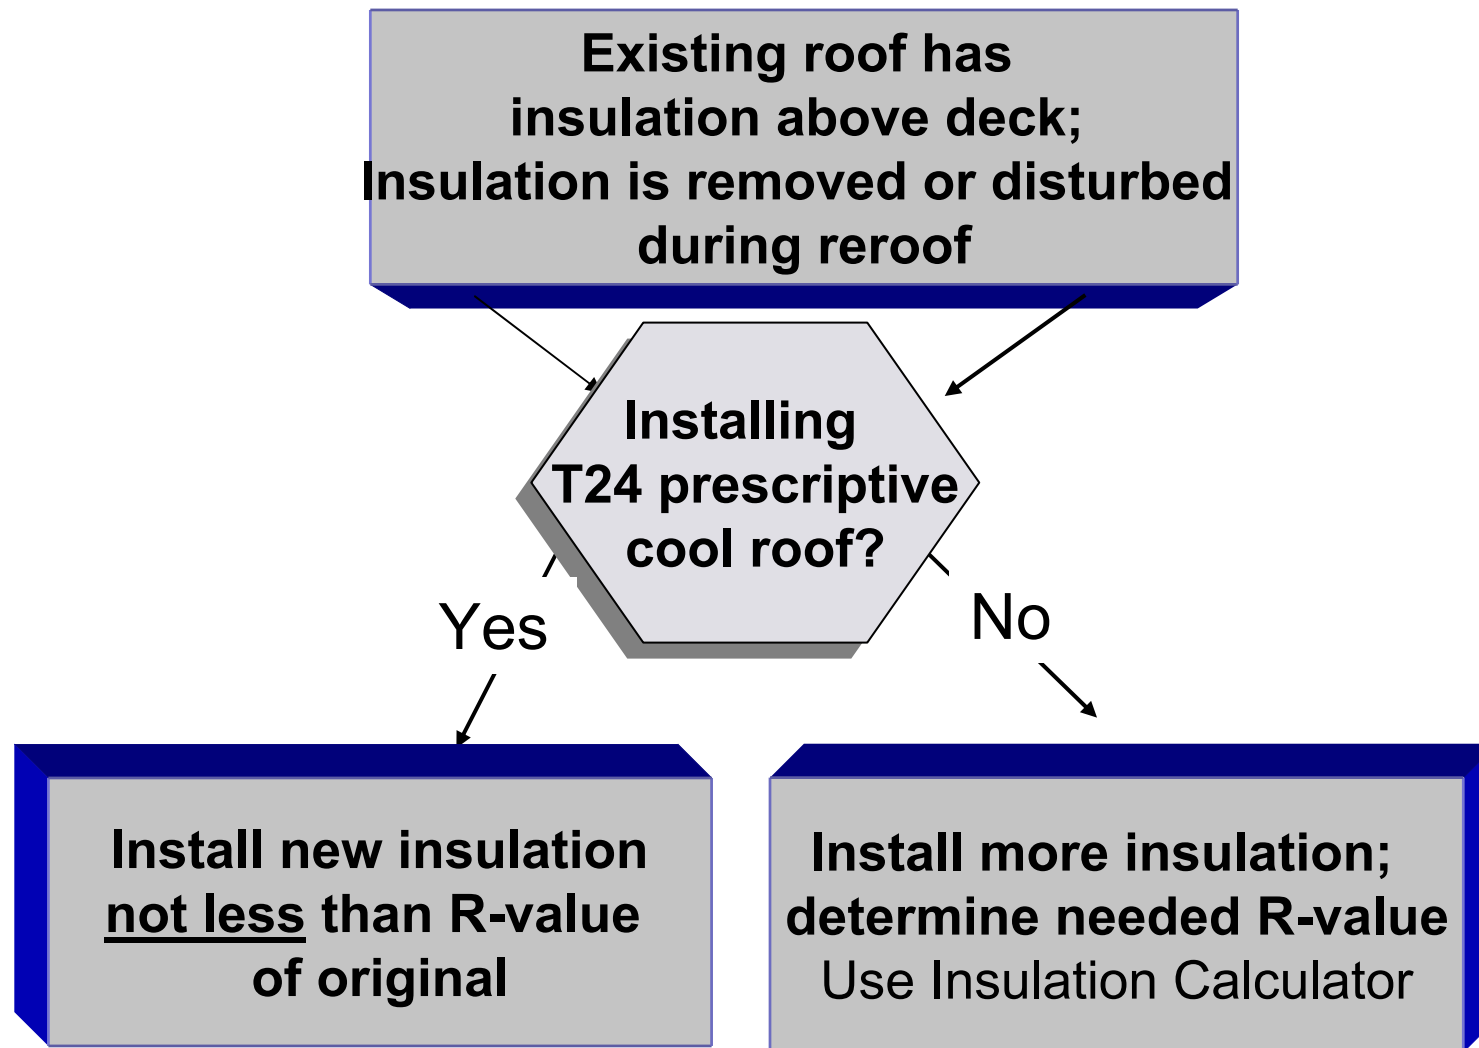 Existing roof has
insulation above deck;
Insulation is removed or disturbed
during reroof
Installing
T24 prescriptive
cool roof?
Yes
No
Install new insulation
not less than R-value
of original
Install more insulation;
determine needed R-value
Use Insulation Calculator